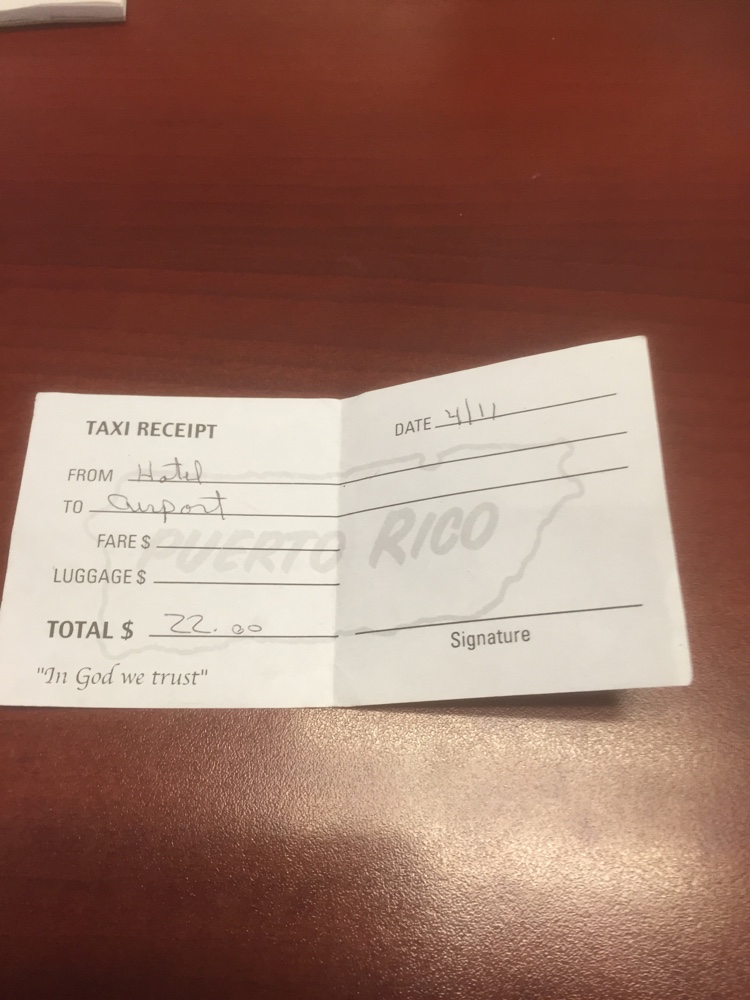 TAXI RECEIPT
FROM Hotel
TO Airport
FARE $
LUGGAGE $
TOTAL $ 22.00
"In God we trust"
DATE 4/11
PUERTO RICO
Signature